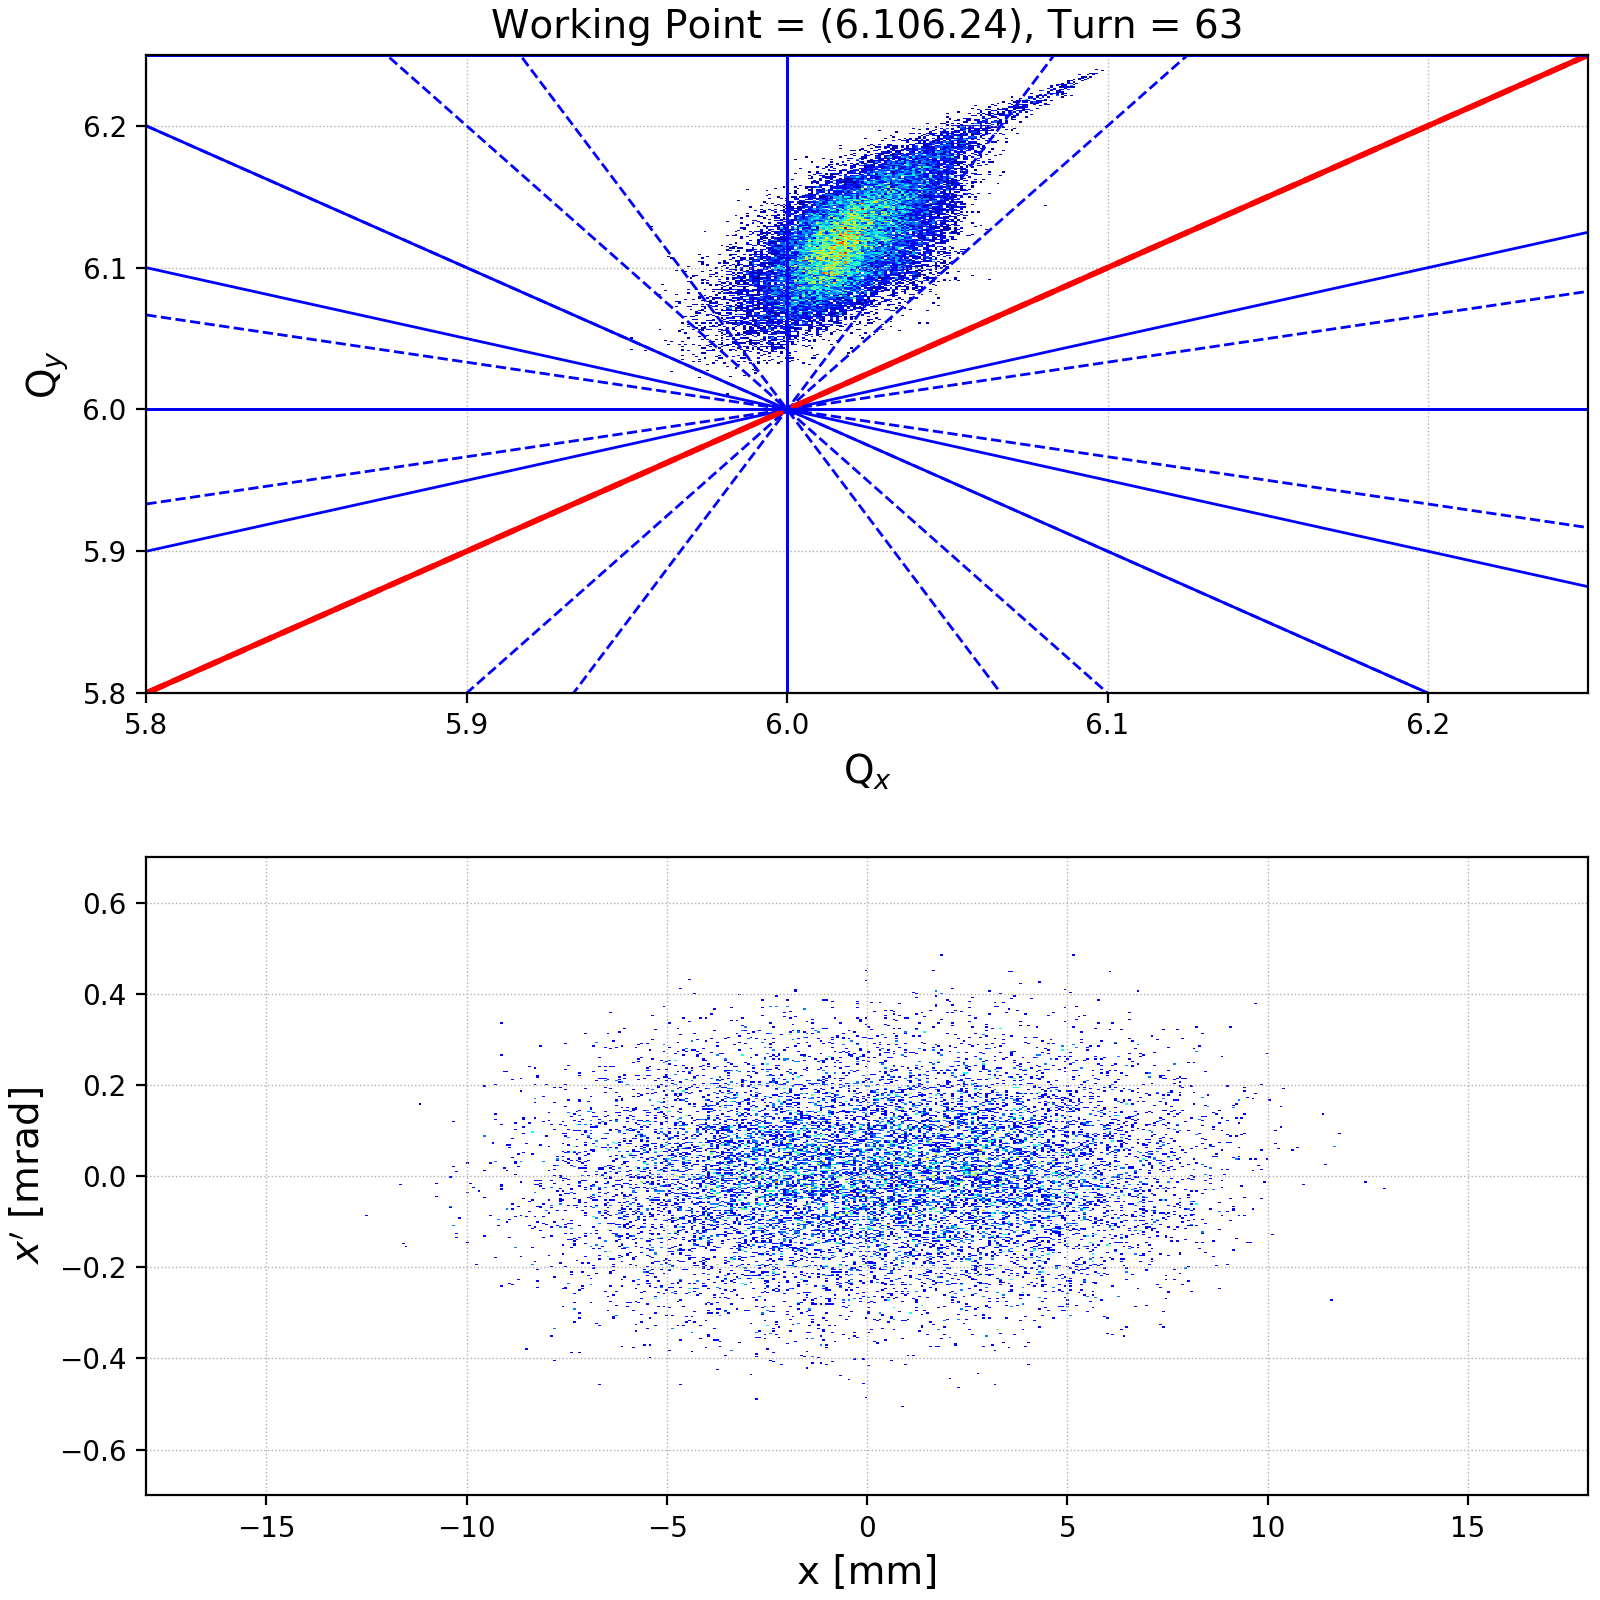 Working Point = (6.106.24), Turn = 63
6.2
6.1
6.0
5.9
5.8
Q_y
5.8 5.9 6.0 6.1 6.2
Q_x
0.6
0.4
0.2
0.0
−0.2
−0.4
−0.6
x′ [mrad]
−15 −10 −5 0 5 10 15
x [mm]